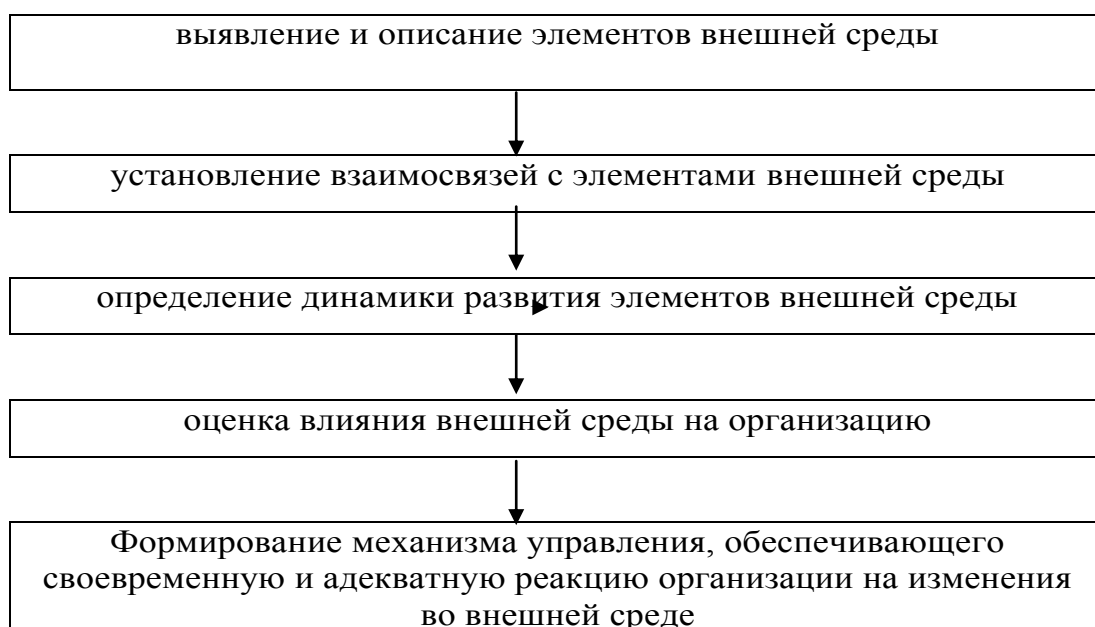 выявление и описание элементов внешней среды
установление взаимосвязей с элементами внешней среды
определение динамики развития элементов внешней среды
оценка влияния внешней среды на организацию
Формирование механизма управления, обеспечивающего
своевременную и адекватную реакцию организации на изменения
во внешней среде